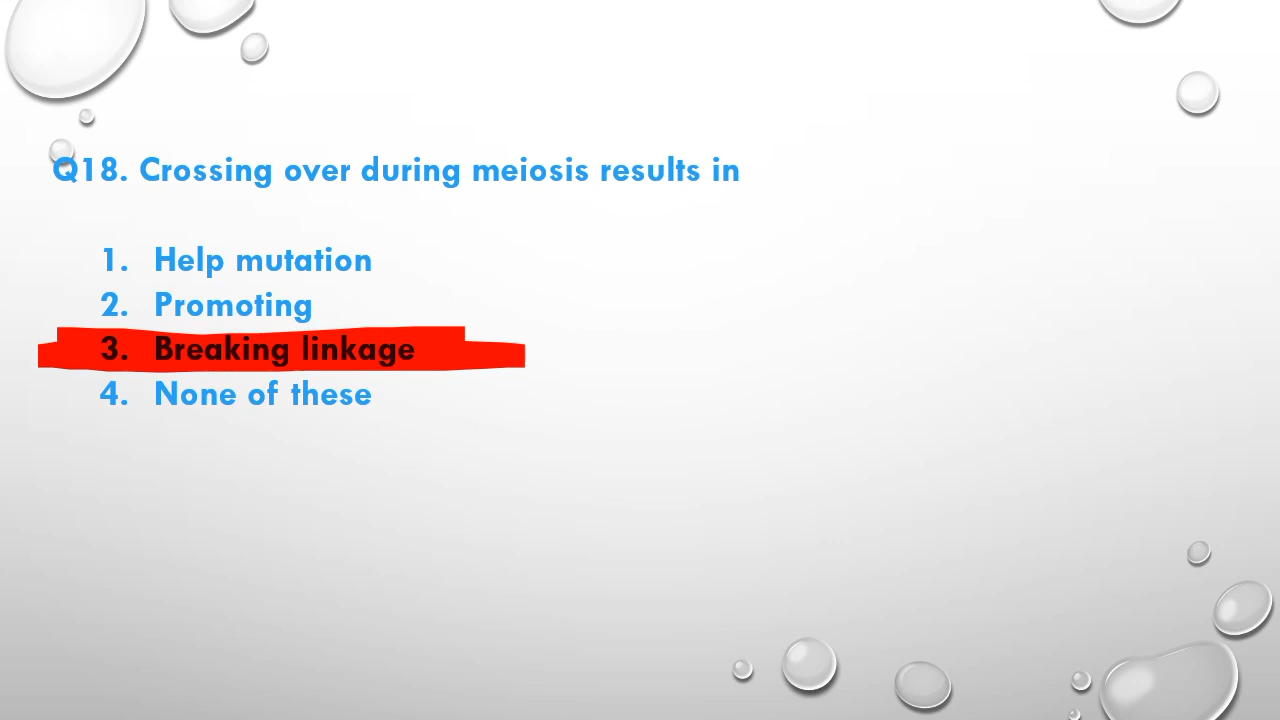 Q18. Crossing over during meiosis results in
1. Help mutation
2. Promoting
3. Breaking linkage
4. None of these